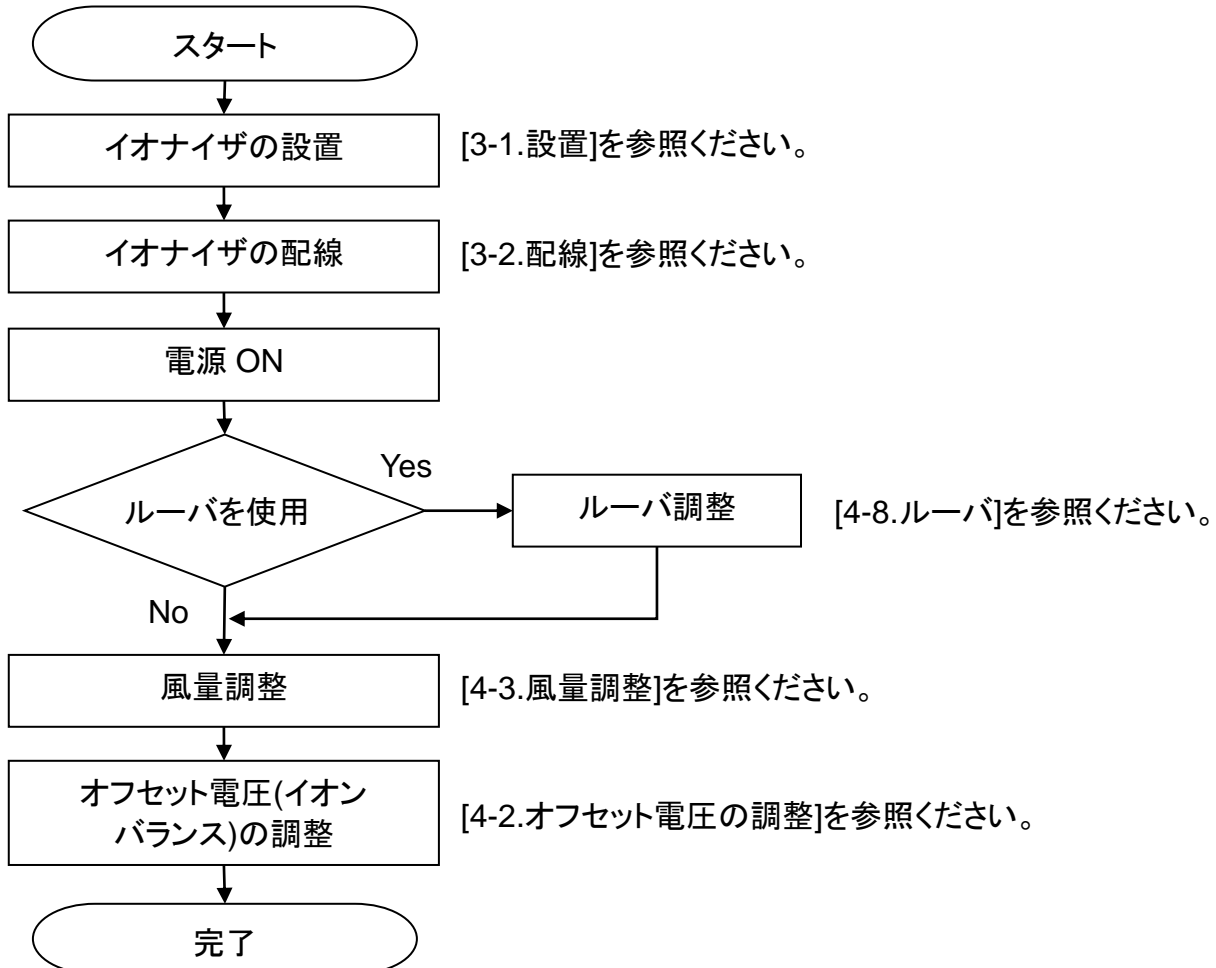 スタート
イオナイザの設置
[3-1.設置]を参照ください。
イオナイザの配線
[3-2.配線]を参照ください。
電源 ON
Yes
ルーバを使用
ルーバ調整
[4-8.ルーバ]を参照ください。
No
風量調整
[4-3.風量調整]を参照ください。
オフセット電圧(イオン
バランス)の調整
[4-2.オフセット電圧の調整]を参照ください。
完了